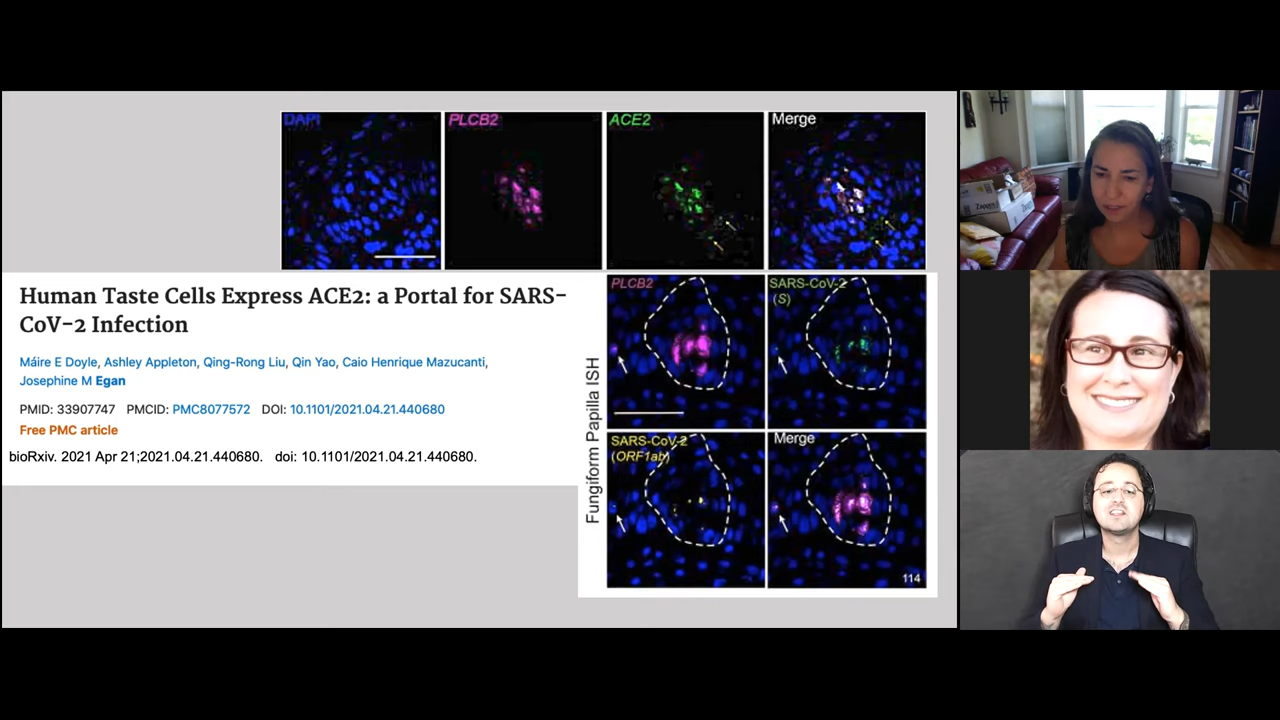 DAPI
PLCB2
ACE2
Merge
Human Taste Cells Express ACE2: a Portal for SARS-
CoV-2 Infection
Máire E Doyle, Ashley Appleton, Qing-Rong Liu, Qin Yao, Caio Henrique Mazucanti,
Josephine M Egan
PMID: 33907747 PMCID: PMC8077572 DOI: 10.1101/2021.04.21.440680
Free PMC article
bioRxiv. 2021 Apr 21;2021.04.21.440680. doi: 10.1101/2021.04.21.440680.
Fungiform Papilla ISH
PLCB2
SARS-CoV-2
(S)
SARS-CoV-2
(ORF1ab)
Merge
114